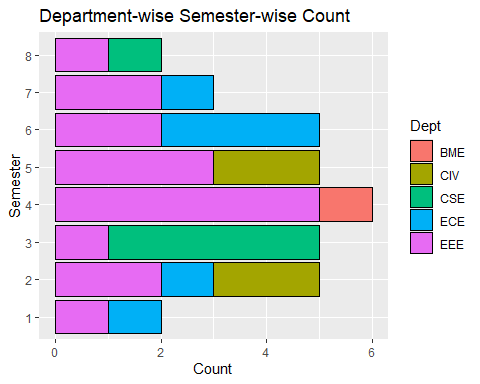 Department-wise Semester-wise Count
8
7
6
5
4
3
2
1
Semester
0 2 4 6
Count
Dept
BME
CIV
CSE
ECE
EEE